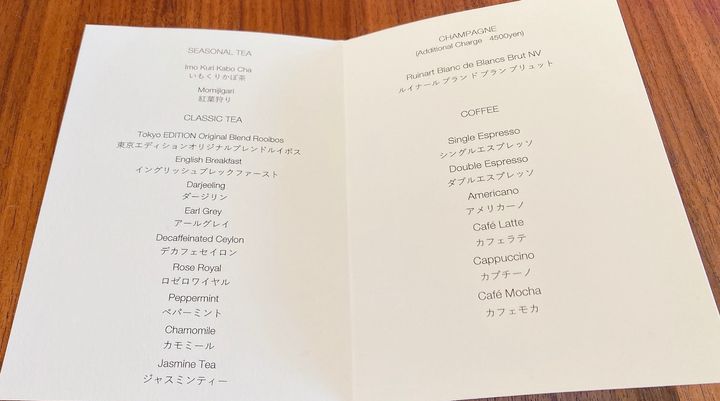 SEASONAL TEA
Imo Kuri Kabo Cha
いもくりかぼ茶
Momijigari
紅葉狩り
CLASSIC TEA
Tokyo EDITION Original Blend Rooibos
東京エディションオリジナルブレンドルイボス
English Breakfast
イングリッシュブレックファースト
Darjeeling
ダージリン
Earl Grey
アールグレイ
Decaffeinated Ceylon
デカフェセイロン
Rose Royal
ロゼロワイヤル
Peppermint
ペパーミント
Chamomile
カモミール
Jasmine Tea
ジャスミンティー
CHAMPAGNE
(Additional Charge 4500yen)
Ruinart Blanc de Blancs Brut NV
ルイナール ブラン ド ブラン ブリュット
COFFEE
Single Espresso
シングルエスプレッソ
Double Espresso
ダブルエスプレッソ
Americano
アメリカーノ
Café Latte
カフェラテ
Cappuccino
カプチーノ
Café Mocha
カフェモカ